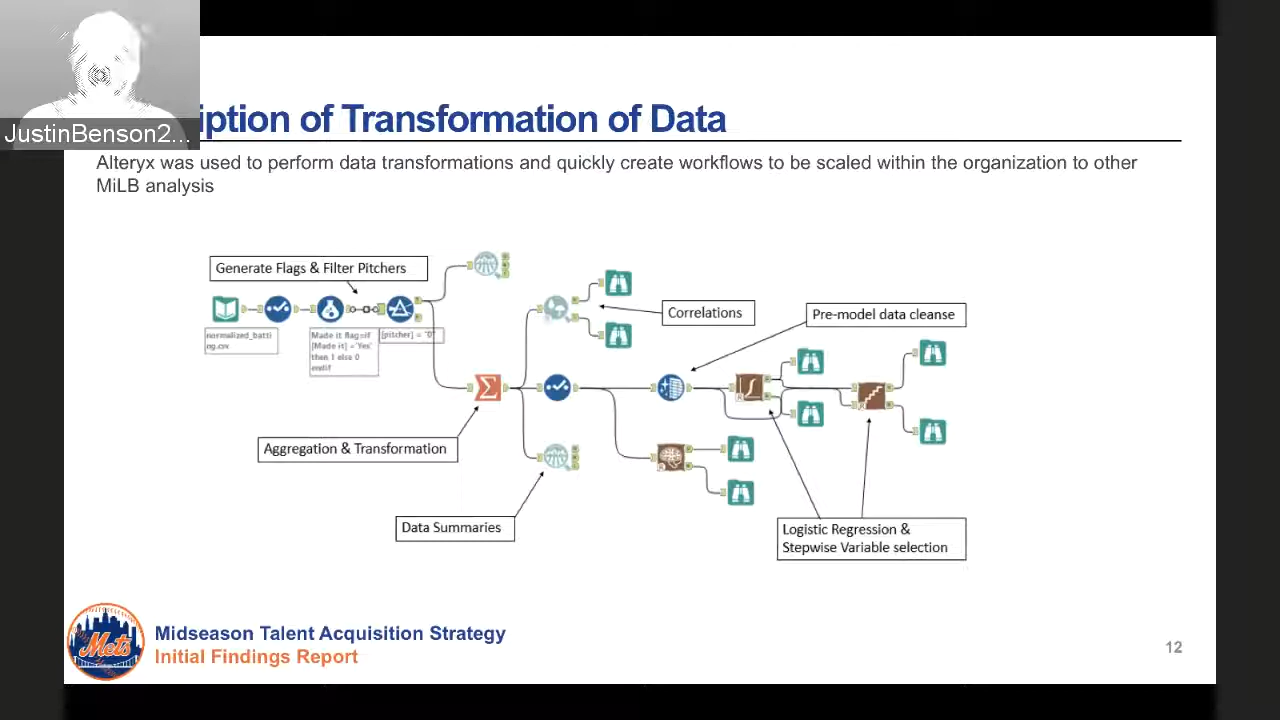 JustinBenson2...
iption of Transformation of Data
Alteryx was used to perform data transformations and quickly create workflows to be scaled within the organization to other
MiLB analysis
Generate Flags & Filter Pitchers
normalized_batti
ng.csv
Made it flag=if
[Made it] ='Yes'
then 1 else 0
endif
[pitcher] = "0"
Correlations
Pre-model data cleanse
Aggregation & Transformation
Data Summaries
Logistic Regression &
Stepwise Variable selection
Mets
Midseason Talent Acquisition Strategy
Initial Findings Report
12